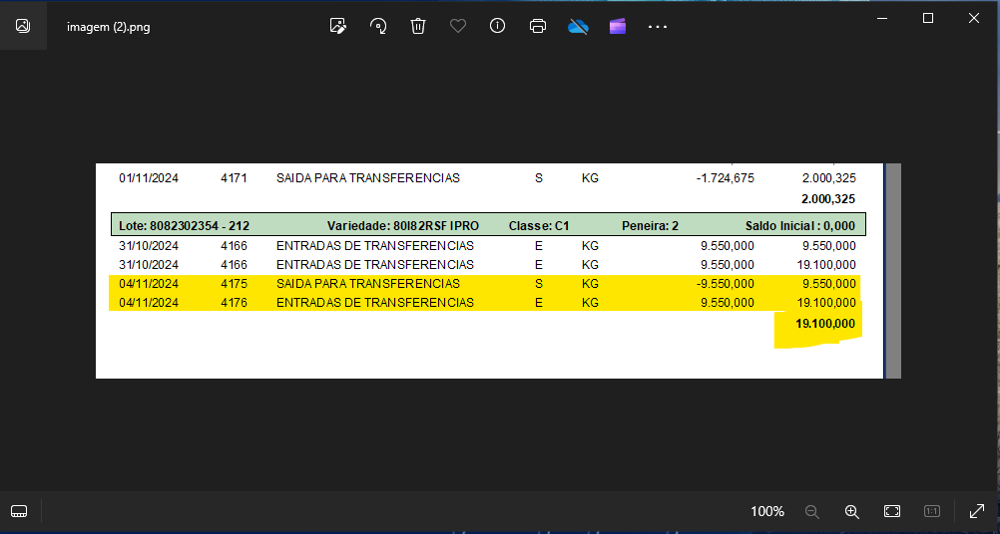 imagem (2).png
01/11/2024 4171 SAIDA PARA TRANSFERENCIAS S KG -1.724,675 2.000,325
2.000,325
Lote: 8082302354 - 212 Variedade: 80I82RSF IPRO Classe: C1 Peneira: 2 Saldo Inicial : 0,000
31/10/2024 4166 ENTRADAS DE TRANSFERENCIAS E KG 9.550,000 9.550,000
31/10/2024 4166 ENTRADAS DE TRANSFERENCIAS E KG 9.550,000 19.100,000
04/11/2024 4175 SAIDA PARA TRANSFERENCIAS S KG -9.550,000 9.550,000
04/11/2024 4176 ENTRADAS DE TRANSFERENCIAS E KG 9.550,000 19.100,000
19.100,000
100%
1:1